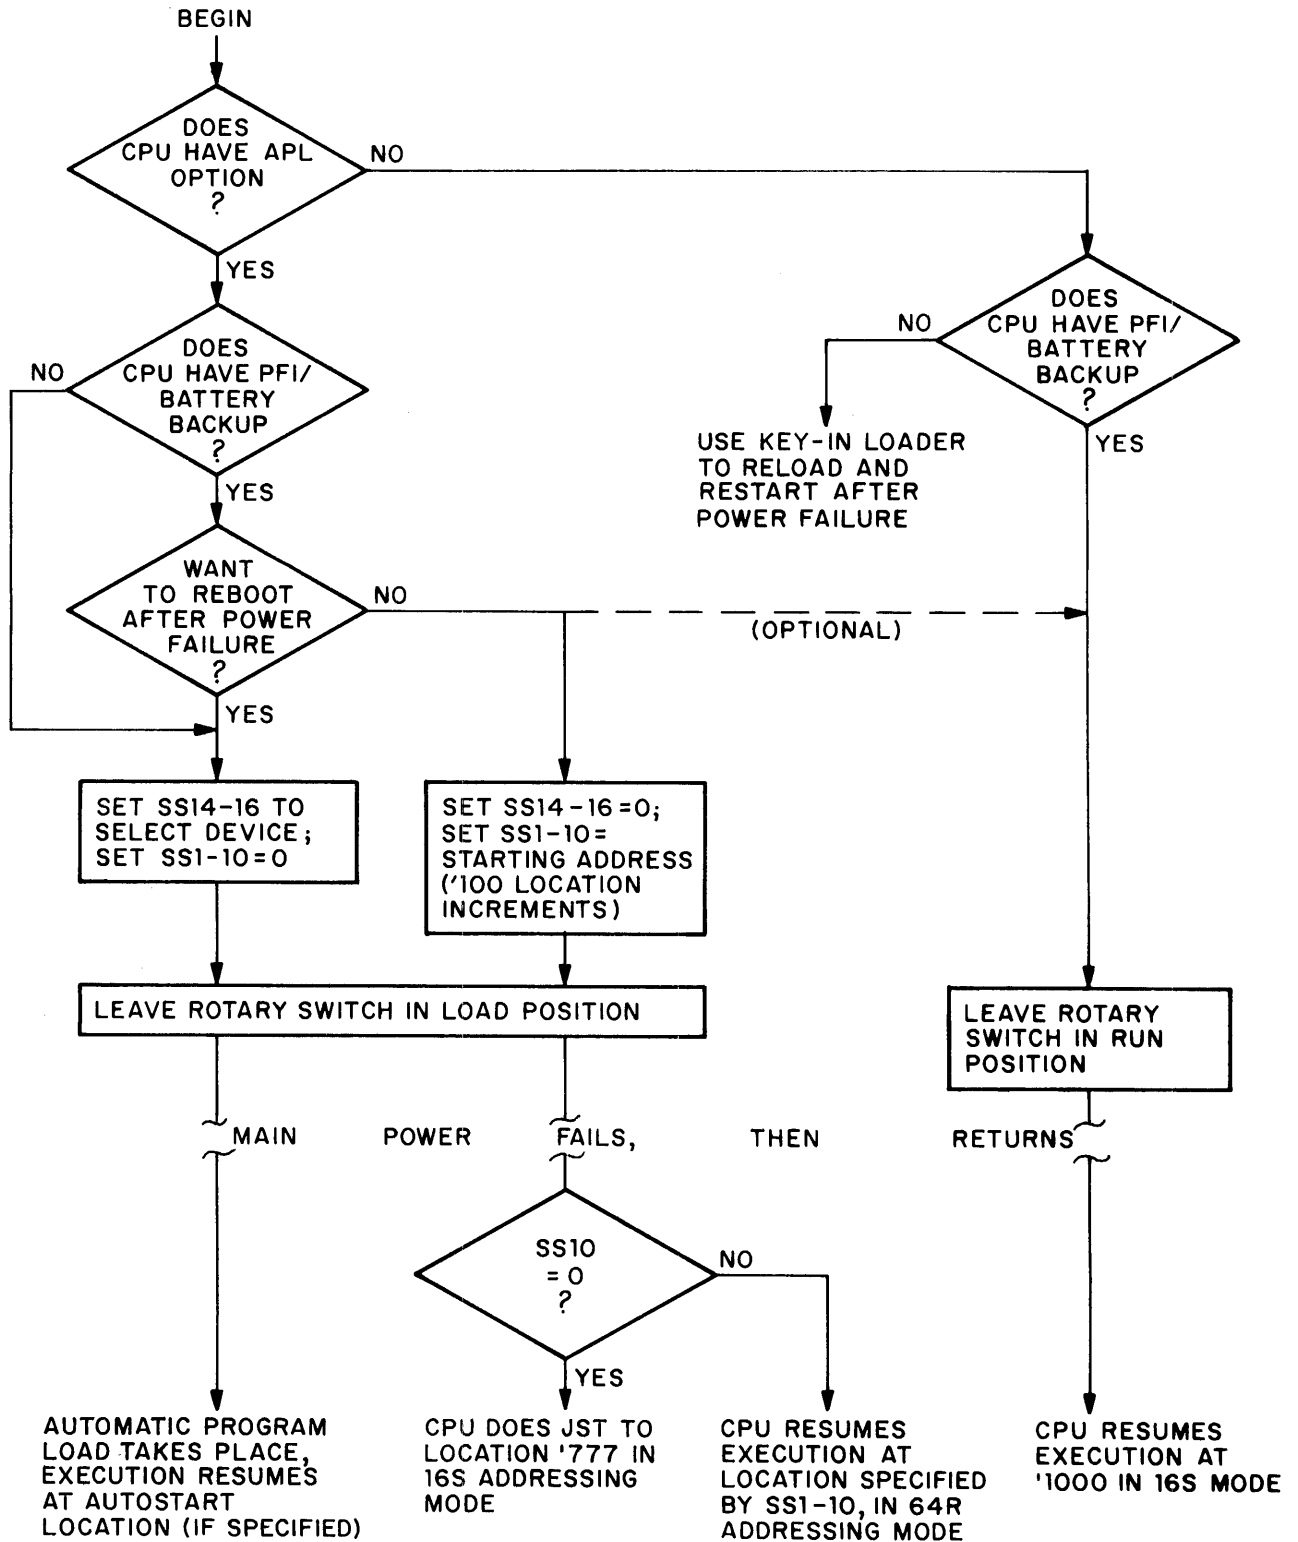 BEGIN
DOES
CPU HAVE APL
OPTION
?
NO
YES
DOES
CPU HAVE PFI/
BATTERY
BACKUP
?
NO
YES
DOES
CPU HAVE PFI/
BATTERY
BACKUP
?
NO
YES
USE KEY-IN LOADER
TO RELOAD AND
RESTART AFTER
POWER FAILURE
WANT
TO REBOOT
AFTER POWER
FAILURE
?
NO
(OPTIONAL)
YES
SET SS14-16 TO
SELECT DEVICE;
SET SS1-10=0
SET SS14-16=0;
SET SS1-10=
STARTING ADDRESS
('100 LOCATION
INCREMENTS)
LEAVE ROTARY SWITCH IN LOAD POSITION
LEAVE ROTARY
SWITCH IN RUN
POSITION
MAIN POWER FAILS, THEN RETURNS
SS10
= 0
?
NO
YES
AUTOMATIC PROGRAM
LOAD TAKES PLACE,
EXECUTION RESUMES
AT AUTOSTART
LOCATION (IF SPECIFIED)
CPU DOES JST TO
LOCATION '777 IN
16S ADDRESSING
MODE
CPU RESUMES
EXECUTION AT
LOCATION SPECIFIED
BY SS1-10, IN 64R
ADDRESSING MODE
CPU RESUMES
EXECUTION AT
'1000 IN 16S MODE